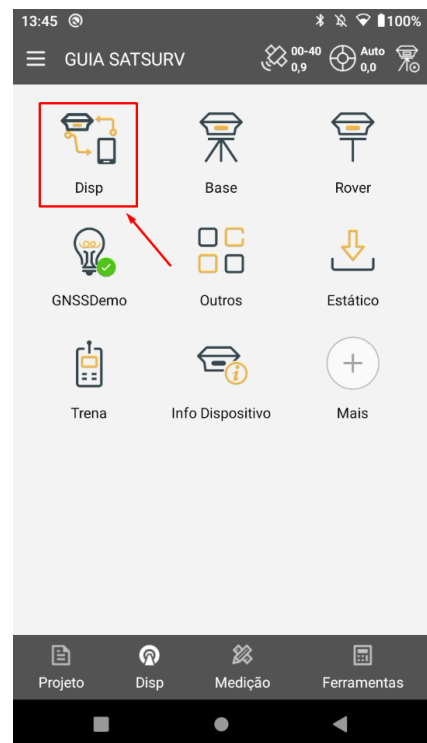 13:45 100%
GUIA SATSURV 00-40 Auto
0,9 0,0
Disp Base Rover
GNSSDemo Outros Estático
Trena Info Dispositivo Mais
Projeto Disp Medição Ferramentas